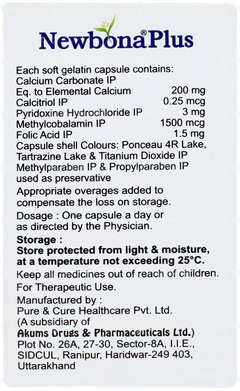 Newbona®Plus
Each soft gelatin capsule contains:
Calcium Carbonate IP
Eq. to Elemental Calcium 200 mg
Calcitriol IP 0.25 mcg
Pyridoxine Hydrochloride IP 3 mg
Methylcobalamin IP 1500 mcg
Folic Acid IP 1.5 mg
Capsule shell Colours: Ponceau 4R Lake,
Tartrazine Lake & Titanium Dioxide IP
Methylparaben IP & Propylparaben IP
used as preservative
Appropriate overages added to
compensate the loss on storage.
Dosage : One capsule a day or
as directed by the Physician.
Storage :
Store protected from light & moisture,
at a temperature not exceeding 25°C.
Keep all medicines out of reach of children.
For Therapeutic Use.
Manufactured by :
Pure & Cure Healthcare Pvt. Ltd.
(A subsidiary of
Akums Drugs & Pharmaceuticals Ltd.)
Plot No. 26A, 27-30, Sector-8A, I.I.E.,
SIDCUL, Ranipur, Haridwar-249 403,
Uttarakhand